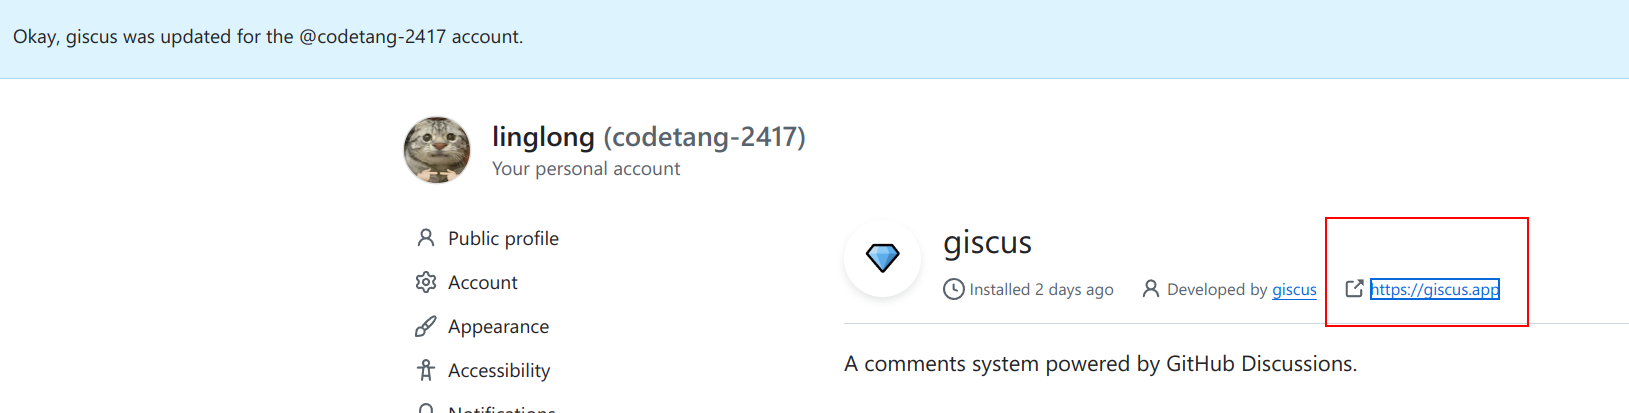 Okay, giscus was updated for the @codetang-2417 account.
linglong (codetang-2417)
Your personal account
Public profile
Account
Appearance
Accessibility
Notifications
giscus
Installed 2 days ago Developed by giscus https://giscus.app
A comments system powered by GitHub Discussions.